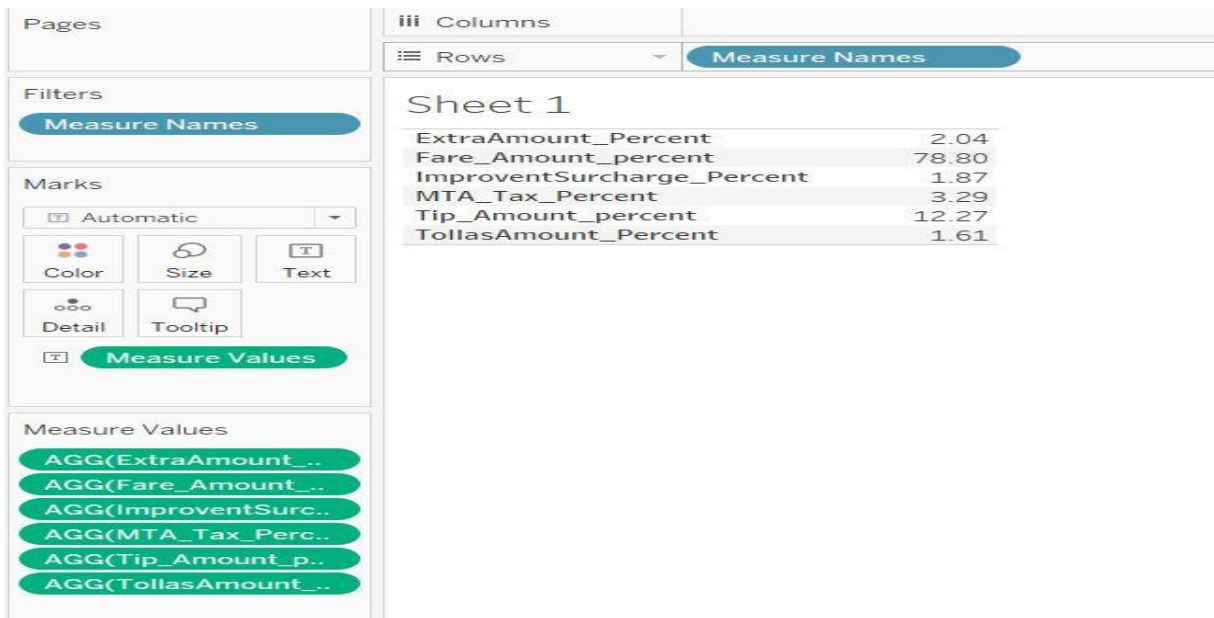 Pages
iii Columns
Rows
Measure Names
Filters
Measure Names
Sheet 1
ExtraAmount_Percent 2.04
Fare_Amount_percent 78.80
ImproventSurcharge_Percent 1.87
MTA_Tax_Percent 3.29
Tip_Amount_percent 12.27
TollasAmount_Percent 1.61
Marks
T Automatic
Color Size Text
Detail Tooltip
T Measure Values
Measure Values
AGG(ExtraAmount_..
AGG(Fare_Amount_..
AGG(ImproventSurc..
AGG(MTA_Tax_Perc..
AGG(Tip_Amount_p..
AGG(TollasAmount_..